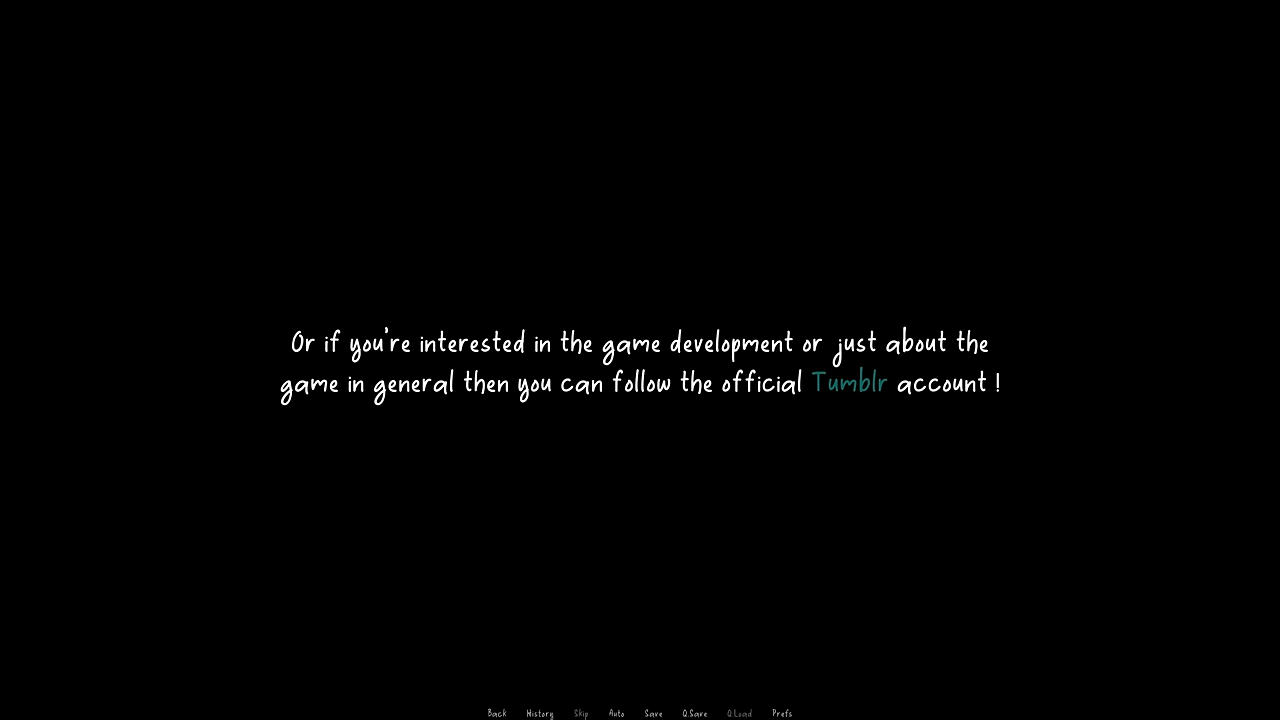 Or if you're interested in the game development or just about the
game in general then you can follow the official Tumblr account !
Back History Skip Auto Save Q.Save Q.Load Prefs